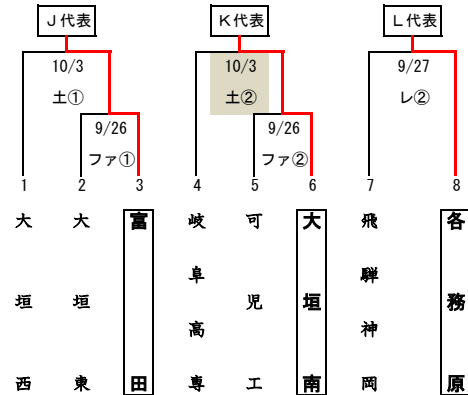 J代表 K代表 L代表
10/3 10/3 9/27
土① 土② レ②
9/26 9/26
ファ① ファ②
1 2 3 4 5 6 7 8
大垣西
大垣東
富田
岐阜高専
可児工
大垣南
飛騨神岡
各務原